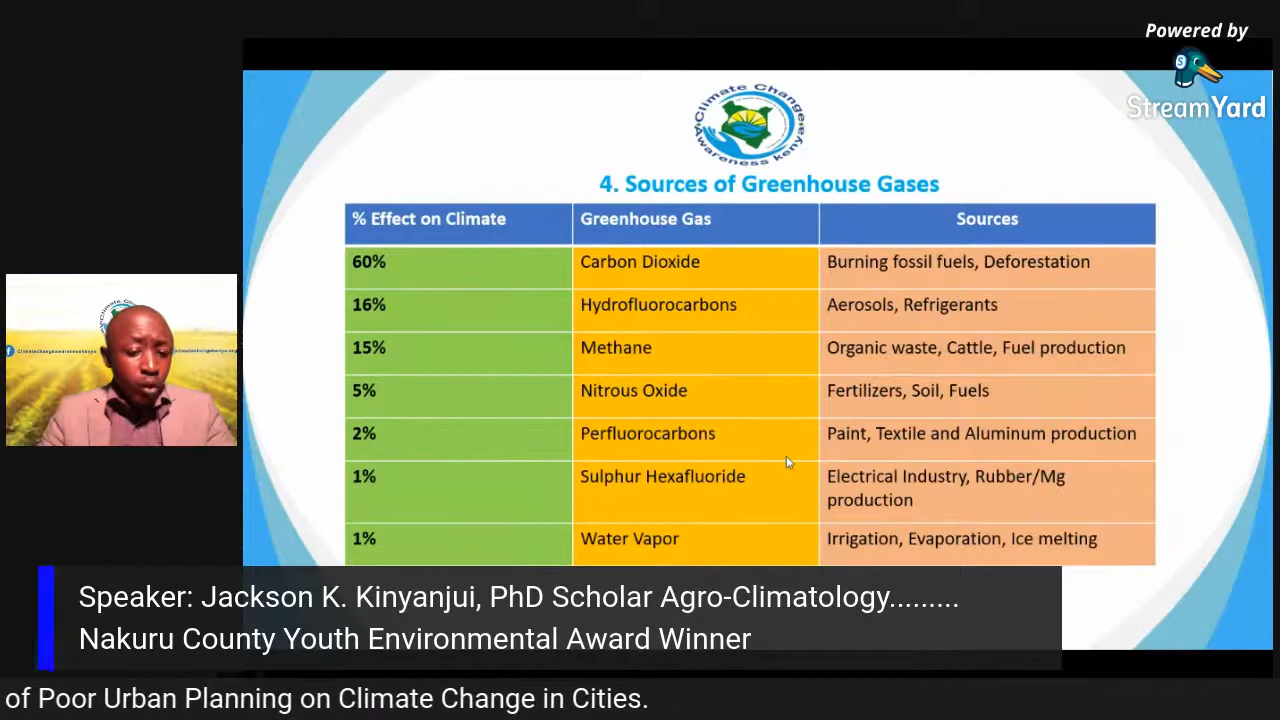 Powered by
StreamYard
Climate Change
Awareness kenya
4. Sources of Greenhouse Gases
% Effect on Climate Greenhouse Gas Sources
60% Carbon Dioxide Burning fossil fuels, Deforestation
16% Hydrofluorocarbons Aerosols, Refrigerants
15% Methane Organic waste, Cattle, Fuel production
5% Nitrous Oxide Fertilizers, Soil, Fuels
2% Perfluorocarbons Paint, Textile and Aluminum production
1% Sulphur Hexafluoride Electrical Industry, Rubber/Mg
production
1% Water Vapor Irrigation, Evaporation, Ice melting
Speaker: Jackson K. Kinyanjui, PhD Scholar Agro-Climatology.........
Nakuru County Youth Environmental Award Winner
of Poor Urban Planning on Climate Change in Cities.